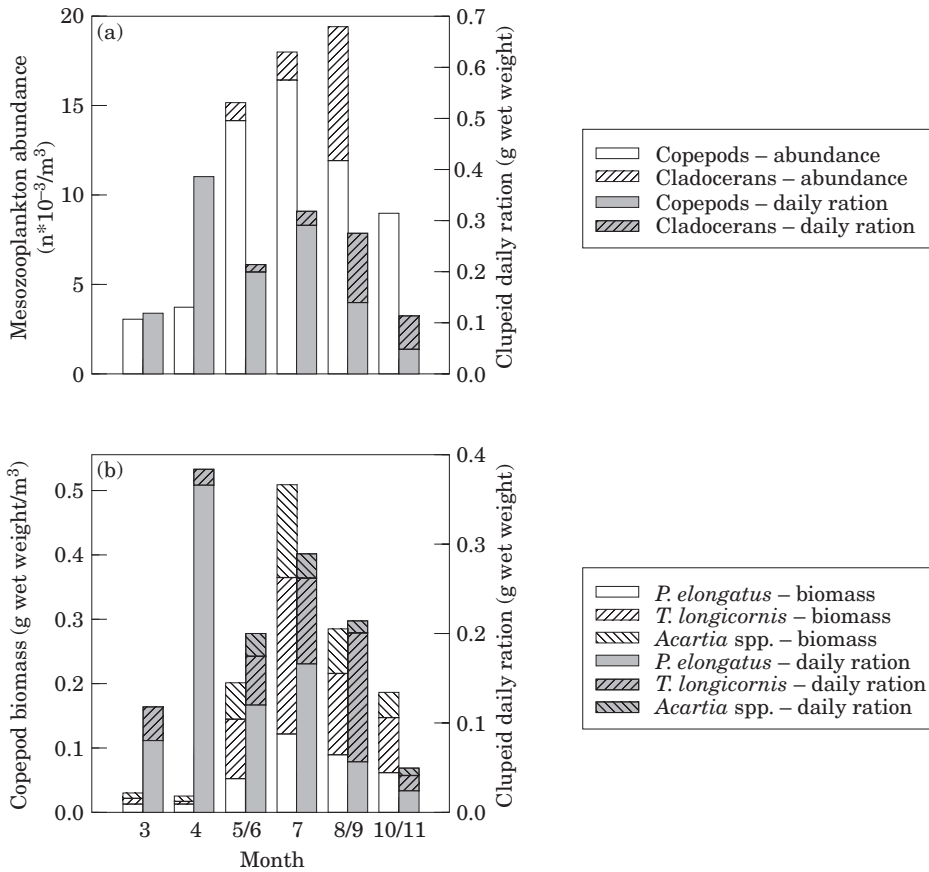 (a)
20
15
10
5
0
Mesozooplankton abundance
(n*10⁻³/m³)
0.7
0.6
0.5
0.4
0.3
0.2
0.1
0.0
Clupeid daily ration (g wet weight)
Copepods – abundance
Cladocerans – abundance
Copepods – daily ration
Cladocerans – daily ration
(b)
0.5
0.4
0.3
0.2
0.1
0.0
Copepod biomass (g wet weight/m³)
0.4
0.3
0.2
0.1
0.0
Clupeid daily ration (g wet weight)
3 4 5/6 7 8/9 10/11
Month
P. elongatus – biomass
T. longicornis – biomass
Acartia spp. – biomass
P. elongatus – daily ration
T. longicornis – daily ration
Acartia spp. – daily ration